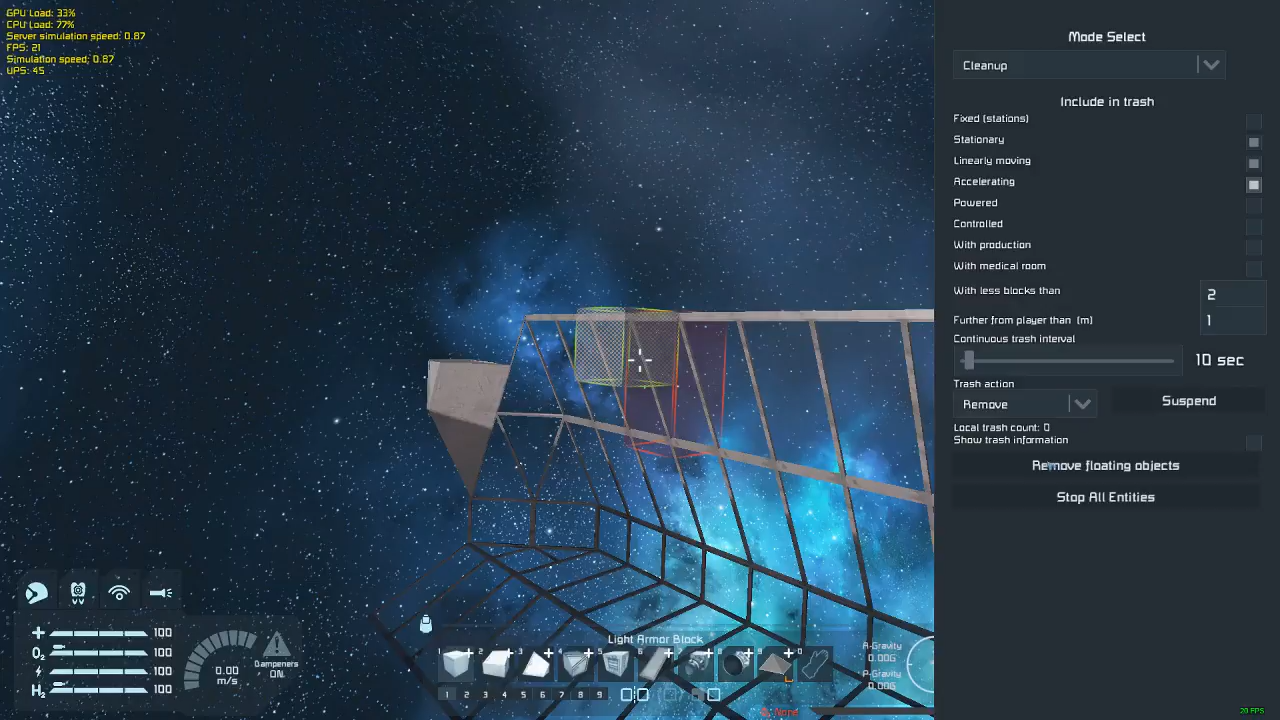 GPU Load: 33%
CPU Load: 77%
Server simulation speed: 0.87
FPS: 21
Simulation speed: 0.87
UPS: 45
Mode Select
Cleanup
Include in trash
Fixed (stations)
Stationary
Linearly moving
Accelerating
Powered
Controlled
With production
With medical room
With less blocks than
2
Further from player than (m)
1
Continuous trash interval
10 sec
Trash action
Remove
Suspend
Local trash count: 0
Show trash information
Remove floating objects
Stop All Entities
100
O₂ 100
100
H₂ 100
0.00
m/s
Dampeners
ON
Light Armor Block
1 2 3 4 5 6 7 8 9 0
1 2 3 4 5 6 7 8 9
A-Gravity
0.00G
P-Gravity
0.00G
20 FPS